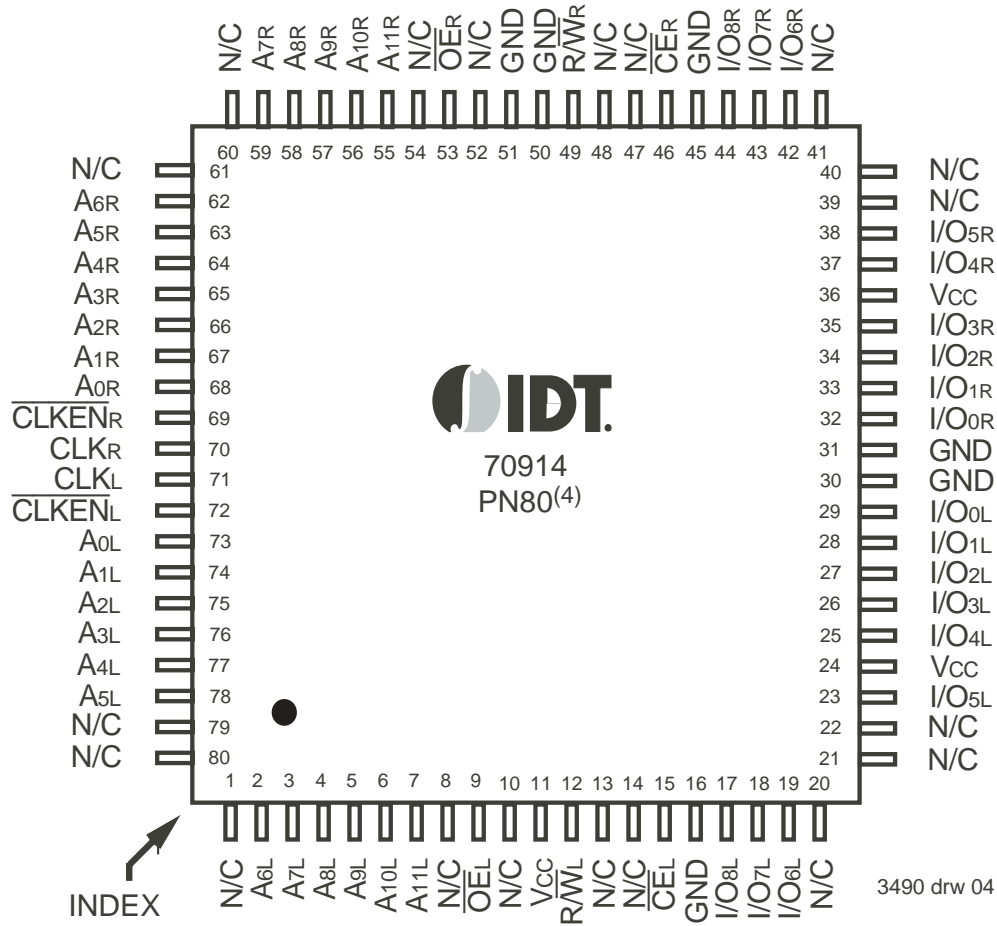 N/C A7R A8R A9R A10R A11R N/C OER N/C GND GND R/WR N/C N/C CER GND I/O8R I/O7R I/O6R N/C
60 59 58 57 56 55 54 53 52 51 50 49 48 47 46 45 44 43 42 41
N/C 61 40 N/C
A6R 62 39 N/C
A5R 63 38 I/O5R
A4R 64 37 I/O4R
A3R 65 36 VCC
A2R 66 35 I/O3R
A1R 67 34 I/O2R
A0R 68 33 I/O1R
CLKENR 69 32 I/O0R
CLKR 70 31 GND
CLKL 71 30 GND
CLKENL 72 29 I/O0L
A0L 73 28 I/O1L
A1L 74 27 I/O2L
A2L 75 26 I/O3L
A3L 76 25 I/O4L
A4L 77 24 VCC
A5L 78 23 I/O5L
N/C 79 22 N/C
N/C 80 21 N/C
IDT.
70914
PN80(4)
1 2 3 4 5 6 7 8 9 10 11 12 13 14 15 16 17 18 19 20
N/C A6L A7L A8L A9L A10L A11L N/C OEL N/C VCC R/WL N/C N/C CEL GND I/O8L I/O7L I/O6L N/C
INDEX
3490 drw 04